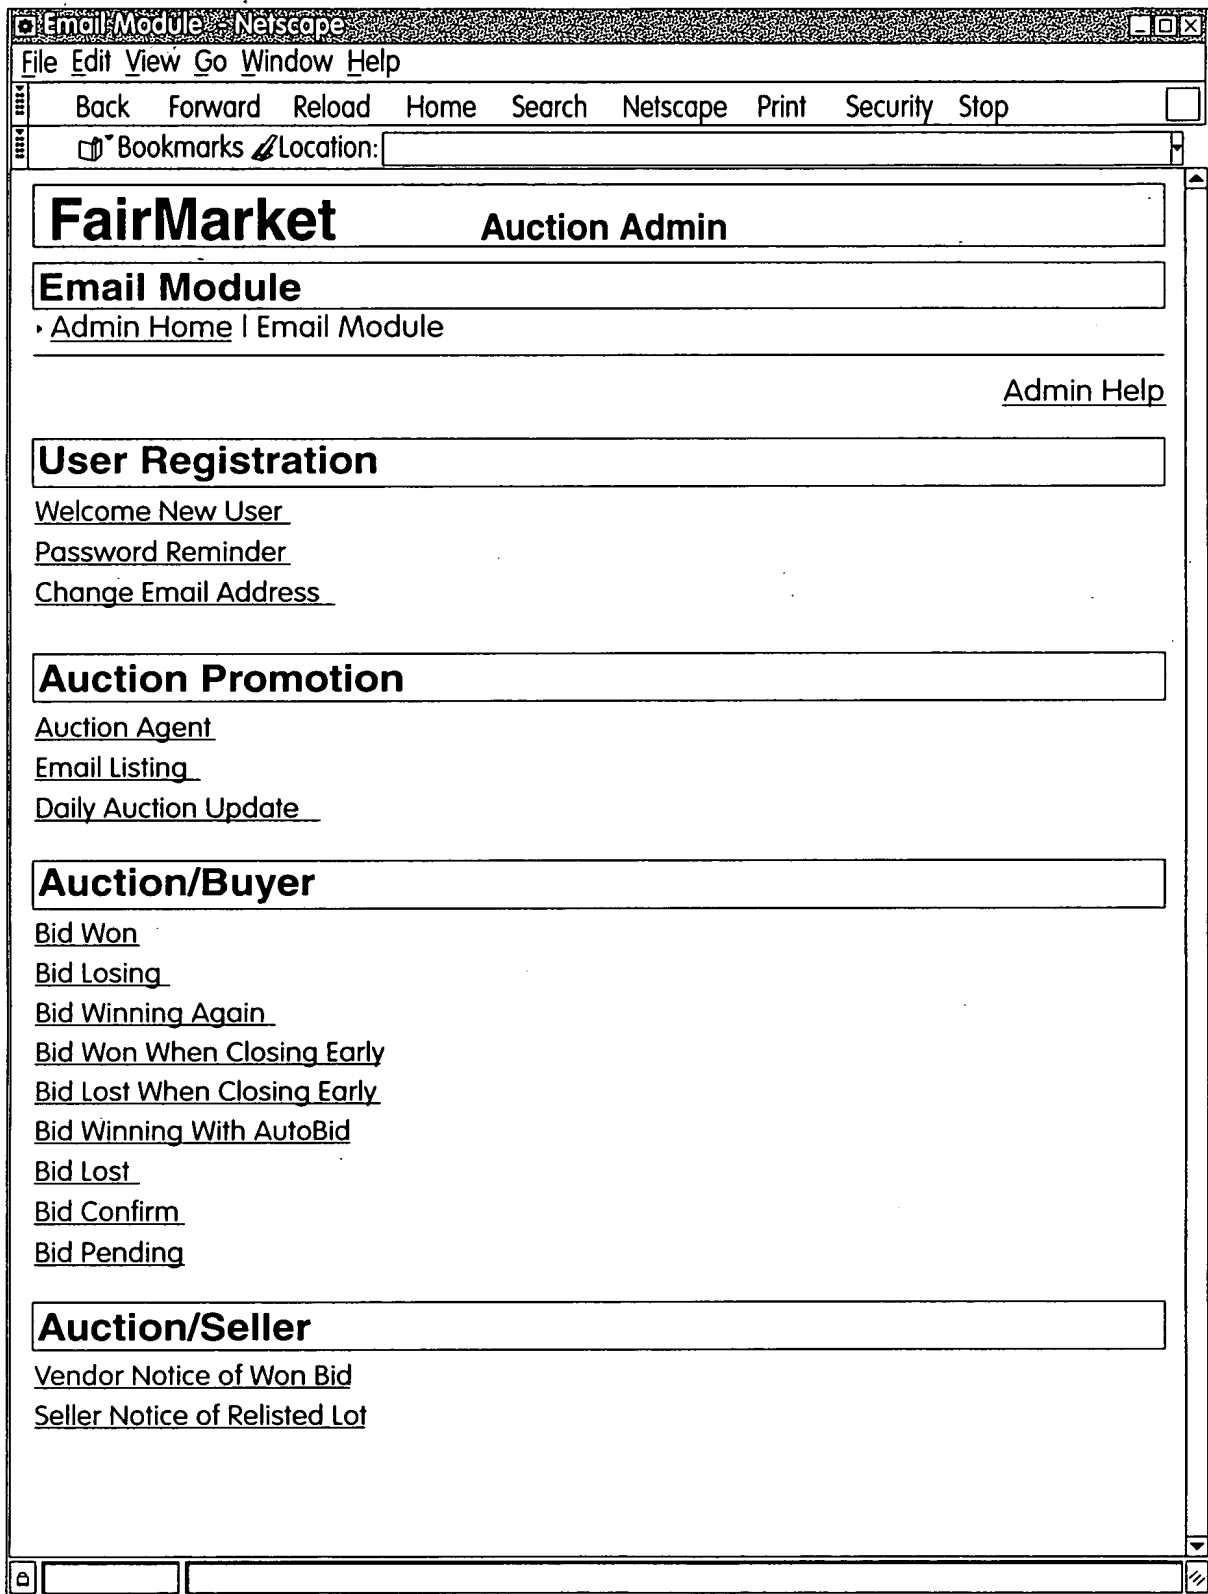 Email Module - Netscape
File Edit View Go Window Help
Back Forward Reload Home Search Netscape Print Security Stop
Bookmarks Location:
FairMarket Auction Admin
Email Module
Admin Home | Email Module
Admin Help
User Registration
Welcome New User
Password Reminder
Change Email Address
Auction Promotion
Auction Agent
Email Listing
Daily Auction Update
Auction/Buyer
Bid Won
Bid Losing
Bid Winning Again
Bid Won When Closing Early
Bid Lost When Closing Early
Bid Winning With AutoBid
Bid Lost
Bid Confirm
Bid Pending
Auction/Seller
Vendor Notice of Won Bid
Seller Notice of Relisted Lot